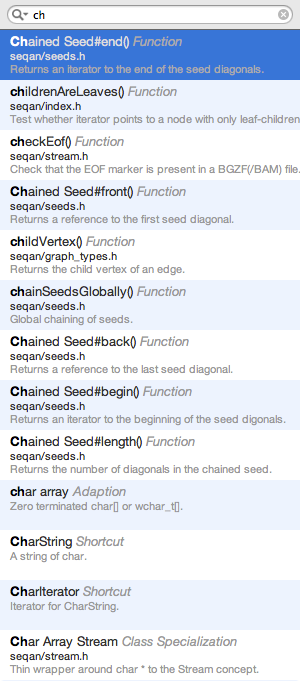 ch
Chained Seed#end() Function
seqan/seeds.h
Returns an iterator to the end of the seed diagonals.
childrenAreLeaves() Function
seqan/index.h
Test whether iterator points to a node with only leaf-children
checkEof() Function
seqan/stream.h
Check that the EOF marker is present in a BGZF(/BAM) file.
Chained Seed#front() Function
seqan/seeds.h
Returns a reference to the first seed diagonal.
childVertex() Function
seqan/graph_types.h
Returns the child vertex of an edge.
chainSeedsGlobally() Function
seqan/seeds.h
Global chaining of seeds.
Chained Seed#back() Function
seqan/seeds.h
Returns a reference to the last seed diagonal.
Chained Seed#begin() Function
seqan/seeds.h
Returns an iterator to the beginning of the seed digonals.
Chained Seed#length() Function
seqan/seeds.h
Returns the number of diagonals in the chained seed.
char array Adaption
Zero terminated char[] or wchar_t[].
CharString Shortcut
A string of char.
CharIterator Shortcut
Iterator for CharString.
Char Array Stream Class Specialization
seqan/stream.h
Thin wrapper around char * to the Stream concept.